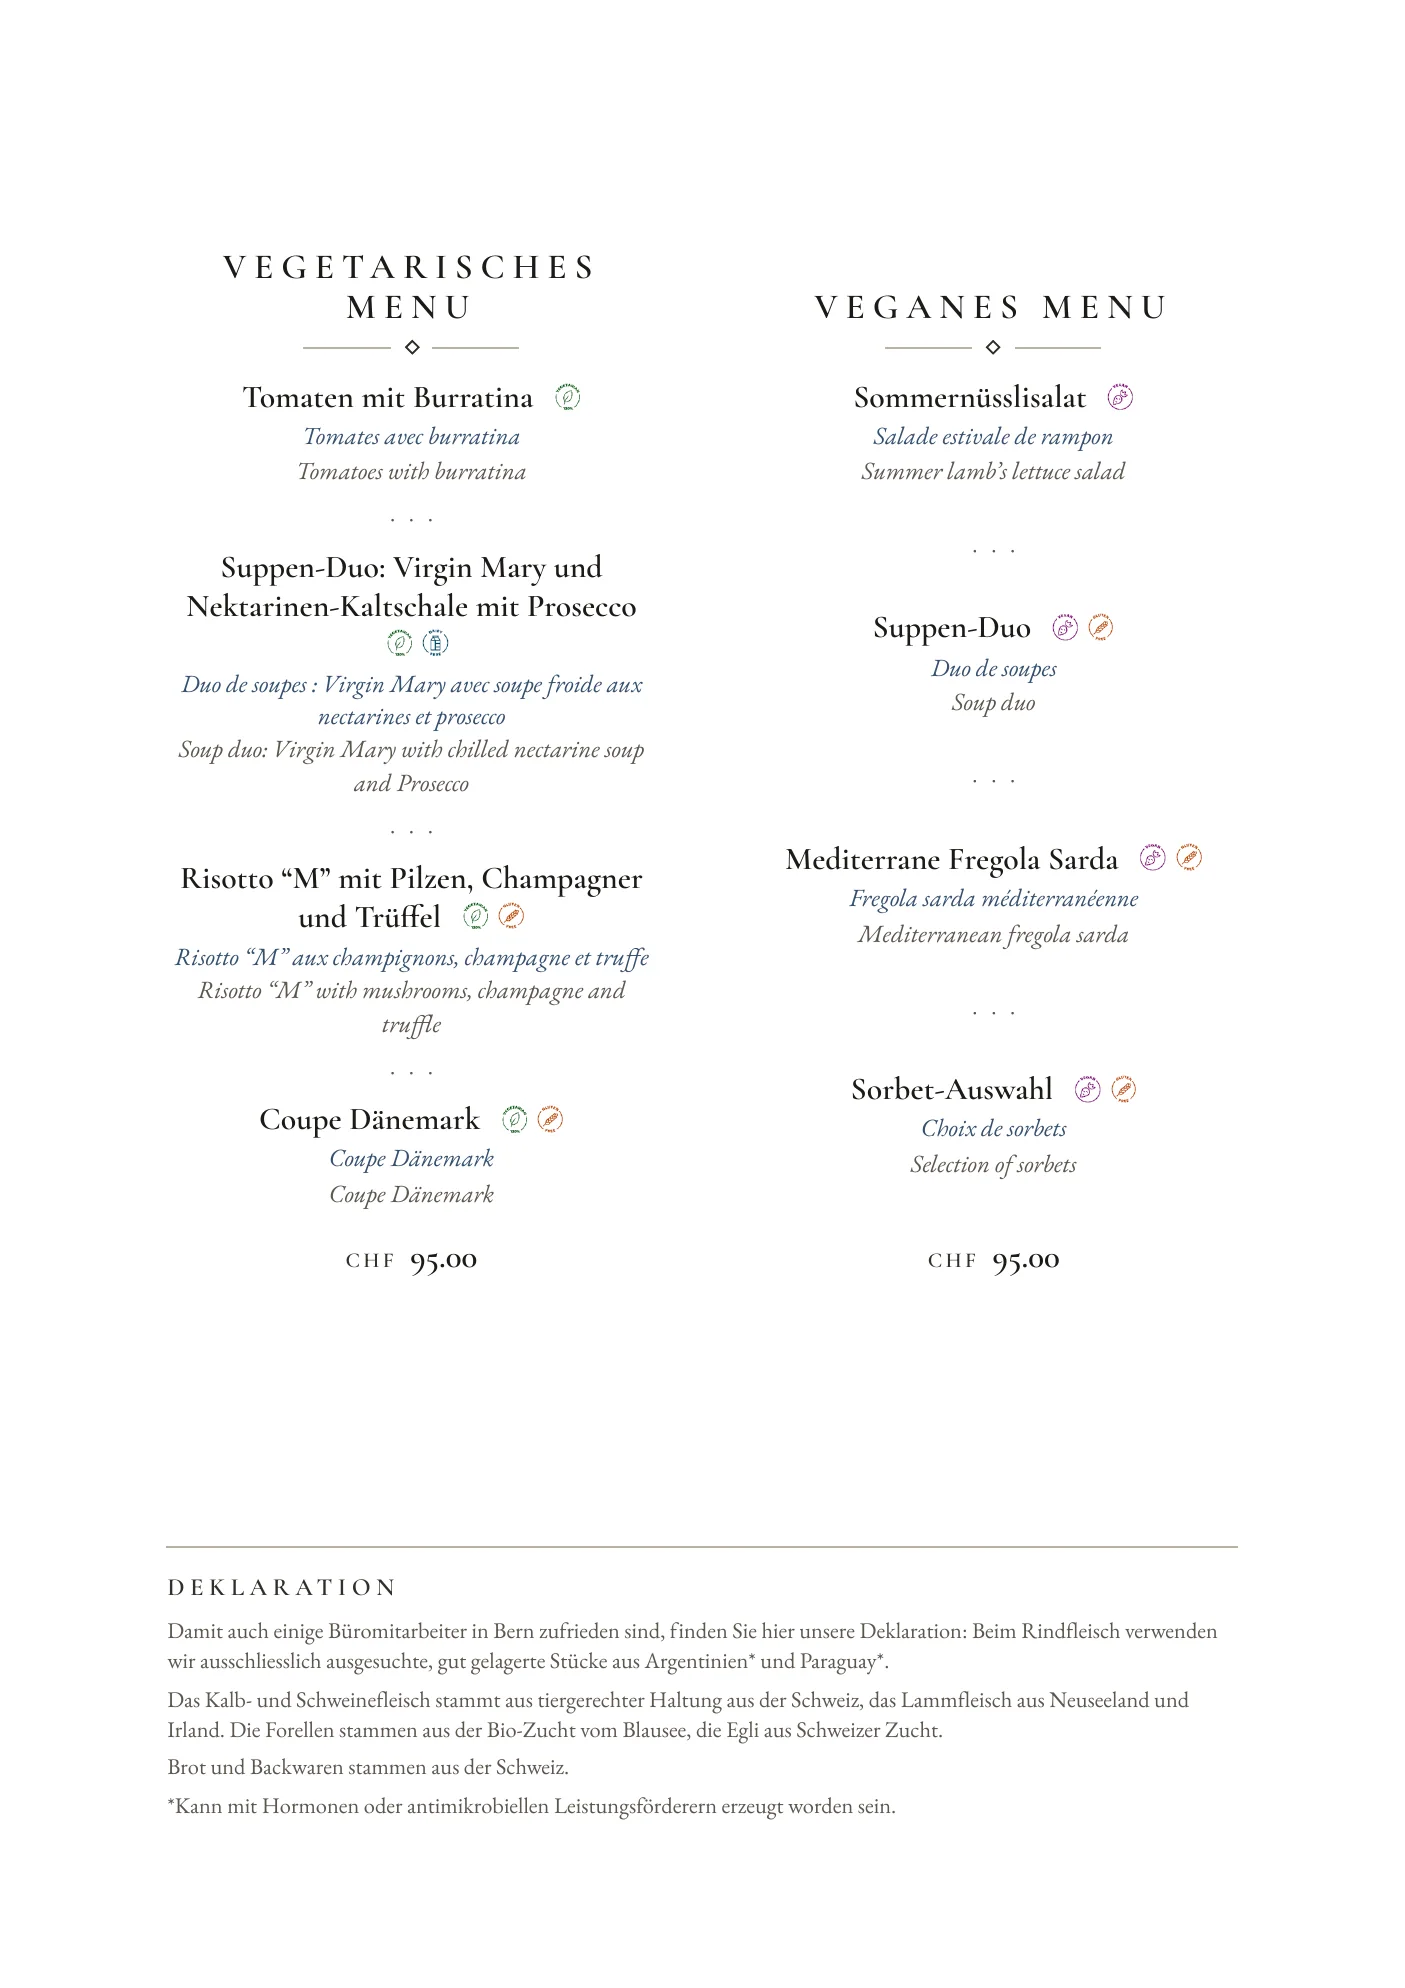 VEGETARISCHES
MENU
Tomaten mit Burratina
Tomates avec burratina
Tomatoes with burratina
. . .
Suppen-Duo: Virgin Mary und
Nektarinen-Kaltschale mit Prosecco
Duo de soupes : Virgin Mary avec soupe froide aux
nectarines et prosecco
Soup duo: Virgin Mary with chilled nectarine soup
and Prosecco
. . .
Risotto “M” mit Pilzen, Champagner
und Trüffel
Risotto “M” aux champignons, champagne et truffe
Risotto “M” with mushrooms, champagne and
truffle
. . .
Coupe Dänemark
Coupe Dänemark
Coupe Dänemark
CHF 95.00
VEGANES MENU
Sommernüsslisalat
Salade estivale de rampon
Summer lamb’s lettuce salad
. . .
Suppen-Duo
Duo de soupes
Soup duo
. . .
Mediterrane Fregola Sarda
Fregola sarda méditerranéenne
Mediterranean fregola sarda
. . .
Sorbet-Auswahl
Choix de sorbets
Selection of sorbets
CHF 95.00
DEKLARATION
Damit auch einige Büromitarbeiter in Bern zufrieden sind, finden Sie hier unsere Deklaration: Beim Rindfleisch verwenden
wir ausschliesslich ausgesuchte, gut gelagerte Stücke aus Argentinien* und Paraguay*.
Das Kalb- und Schweinefleisch stammt aus tiergerechter Haltung aus der Schweiz, das Lammfleisch aus Neuseeland und
Irland. Die Forellen stammen aus der Bio-Zucht vom Blausee, die Egli aus Schweizer Zucht.
Brot und Backwaren stammen aus der Schweiz.
*Kann mit Hormonen oder antimikrobiellen Leistungsförderern erzeugt worden sein.